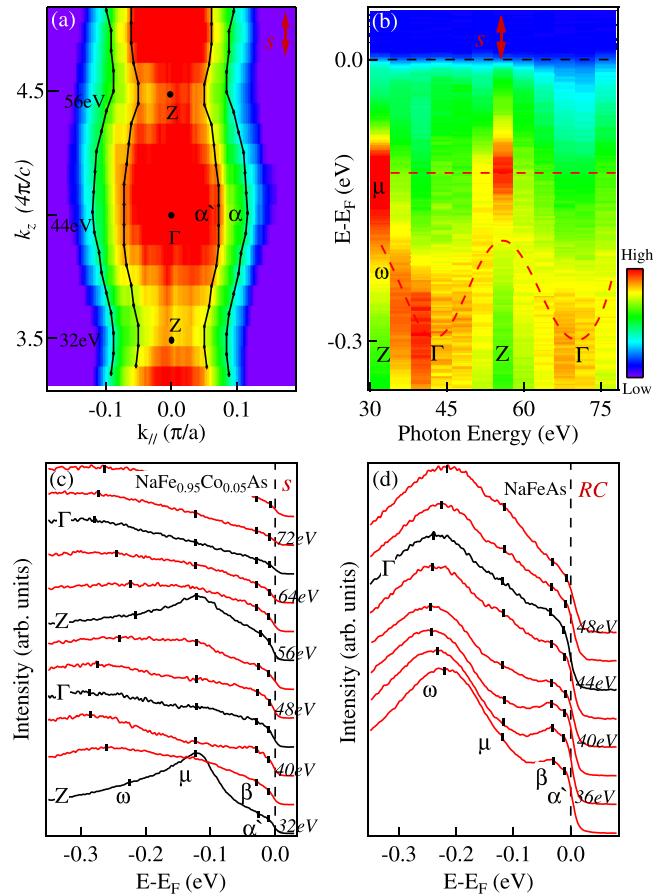 (a)
s
4.5
56eV
Z
k_z (4π/c)
α` α
44eV
Γ
Z
3.5
32eV
-0.1 0.0 0.1
k_// (π/a)
(b)
s
0.0
E-E_F (eV)
μ
ω
-0.3
Z Γ Z Γ
30 45 60 75
Photon Energy (eV)
High
Low
(c) NaFe_0.95Co_0.05As s
Γ
72eV
64eV
Z
56eV
48eV
Γ
40eV
μ
Z ω β
α`
32eV
Intensity (arb. units)
-0.3 -0.2 -0.1 0.0
E-E_F (eV)
(d) NaFeAs RC
Γ
48eV
44eV
ω
40eV
μ
β
α` 36eV
Intensity (arb. units)
-0.3 -0.2 -0.1 0.0
E-E_F (eV)